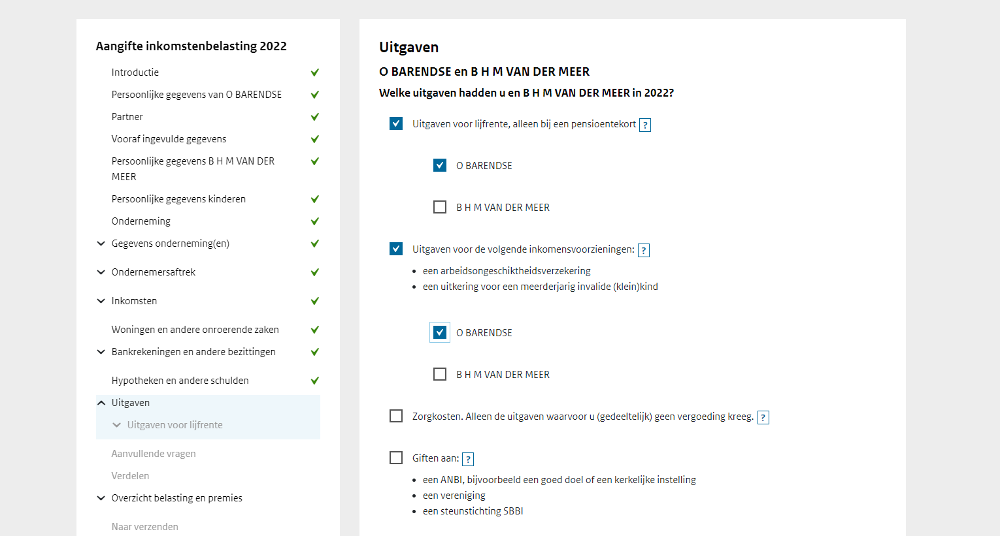 Aangifte inkomstenbelasting 2022
Introductie
Persoonlijke gegevens van O BARENDSE
Partner
Vooraf ingevulde gegevens
Persoonlijke gegevens B H M VAN DER
MEER
Persoonlijke gegevens kinderen
Onderneming
Gegevens onderneming(en)
Ondernemersaftrek
Inkomsten
Woningen en andere onroerende zaken
Bankrekeningen en andere bezittingen
Hypotheken en andere schulden
Uitgaven
Uitgaven voor lijfrente
Aanvullende vragen
Verdelen
Overzicht belasting en premies
Naar verzenden
Uitgaven
O BARENDSE en B H M VAN DER MEER
Welke uitgaven hadden u en B H M VAN DER MEER in 2022?
Uitgaven voor lijfrente, alleen bij een pensioentekort ?
O BARENDSE
B H M VAN DER MEER
Uitgaven voor de volgende inkomensvoorzieningen: ?
• een arbeidsongeschiktheidsverzekering
• een uitkering voor een meerderjarig invalide (klein)kind
O BARENDSE
B H M VAN DER MEER
Zorgkosten. Alleen de uitgaven waarvoor u (gedeeltelijk) geen vergoeding kreeg. ?
Giften aan: ?
• een ANBI, bijvoorbeeld een goed doel of een kerkelijke instelling
• een vereniging
• een steunstichting SBBI